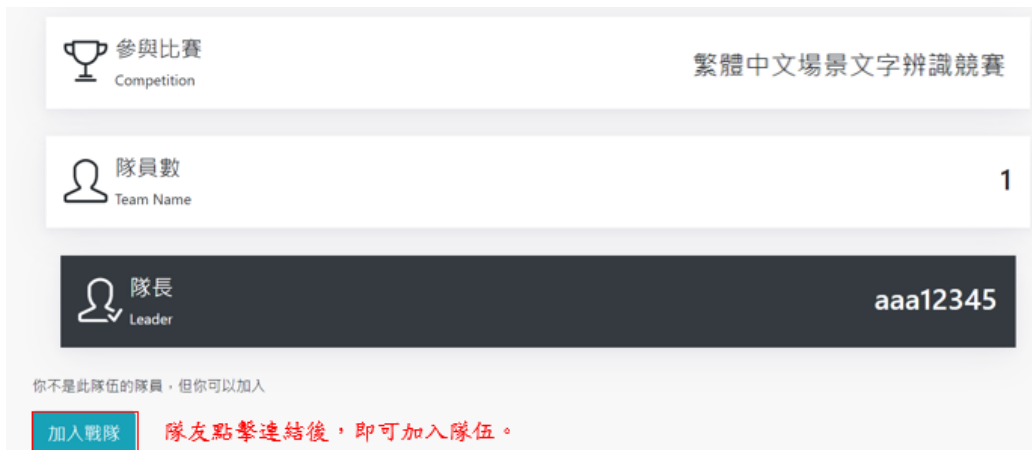 參與比賽
Competition
繁體中文場景文字辨識競賽
隊員數
Team Name
1
隊長
Leader
aaa12345
你不是此隊伍的隊員，但你可以加入
加入戰隊
隊友點擊連結後，即可加入隊伍。